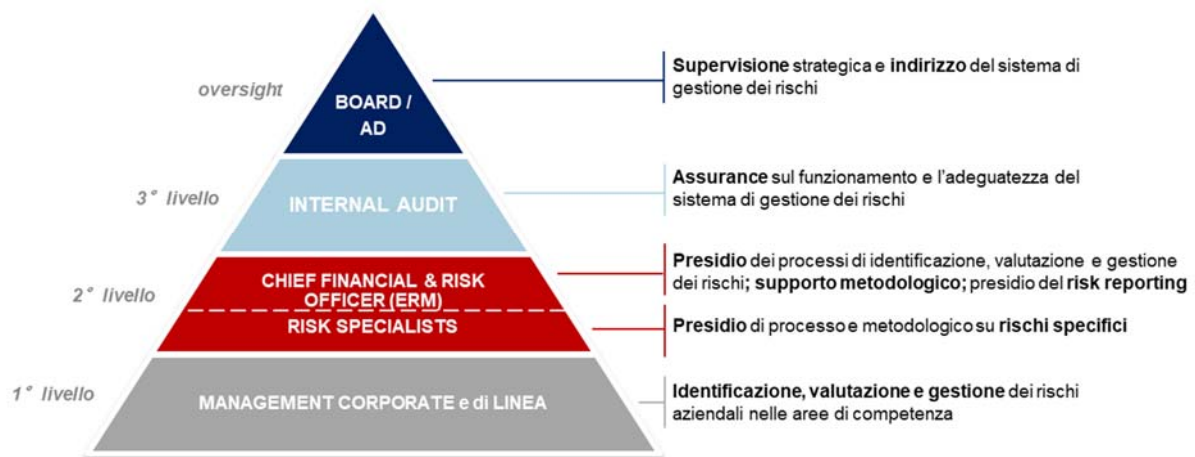 oversight
BOARD /
AD
Supervisione strategica e indirizzo del sistema di
gestione dei rischi
3° livello
INTERNAL AUDIT
Assurance sul funzionamento e l'adeguatezza del
sistema di gestione dei rischi
2° livello
CHIEF FINANCIAL & RISK
OFFICER (ERM)
Presidio dei processi di identificazione, valutazione e gestione
dei rischi; supporto metodologico; presidio del risk reporting
RISK SPECIALISTS
Presidio di processo e metodologico su rischi specifici
1° livello
MANAGEMENT CORPORATE e di LINEA
Identificazione, valutazione e gestione dei rischi
aziendali nelle aree di competenza